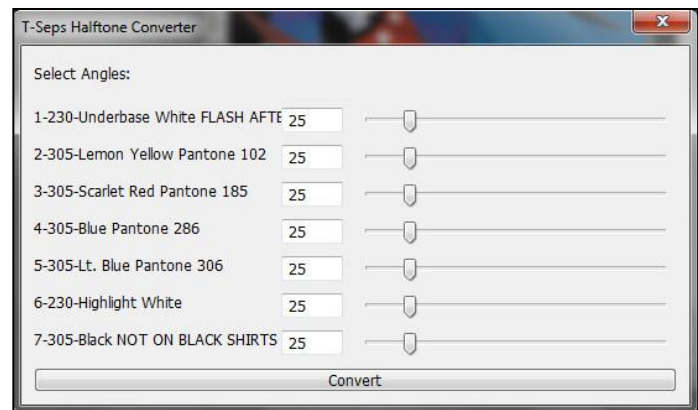 T-Seps Halftone Converter
Select Angles:
1-230-Underbase White FLASH AFTE 25
2-305-Lemon Yellow Pantone 102 25
3-305-Scarlet Red Pantone 185 25
4-305-Blue Pantone 286 25
5-305-Lt. Blue Pantone 306 25
6-230-Highlight White 25
7-305-Black NOT ON BLACK SHIRTS 25
Convert